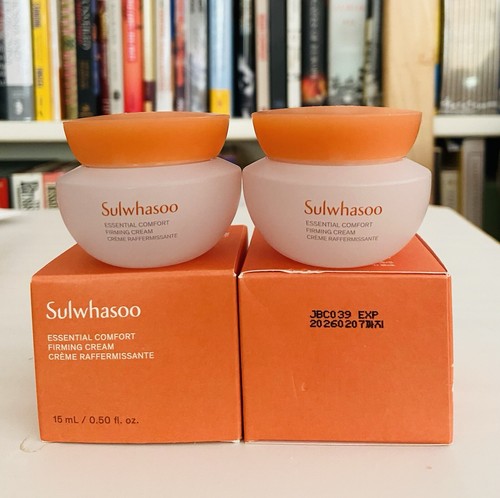 Sulwhasoo
ESSENTIAL COMFORT
FIRMING CREAM
CRÈME RAFFERMISSANTE
Sulwhasoo
ESSENTIAL COMFORT
FIRMING CREAM
CRÈME RAFFERMISSANTE
Sulwhasoo
ESSENTIAL COMFORT
FIRMING CREAM
CRÈME RAFFERMISSANTE
15 mL / 0.50 fl. oz.
JBC039 EXP
20260207까지